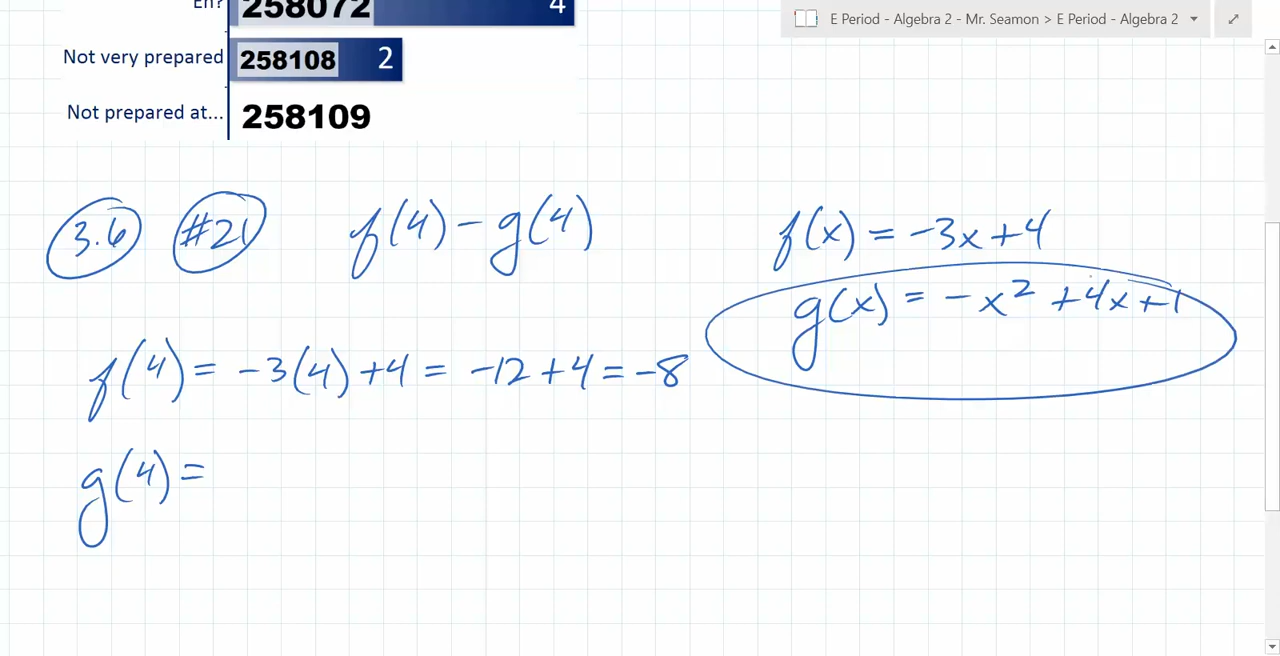 En?
258072 4
E Period - Algebra 2 - Mr. Seamon > E Period - Algebra 2
Not very prepared 258108 2
Not prepared at... 258109
3.6 #21 f(4) - g(4) f(x) = -3x+4
g(x) = -x² +4x+1
f(4) = -3(4)+4 = -12+4 = -8
g(4) =